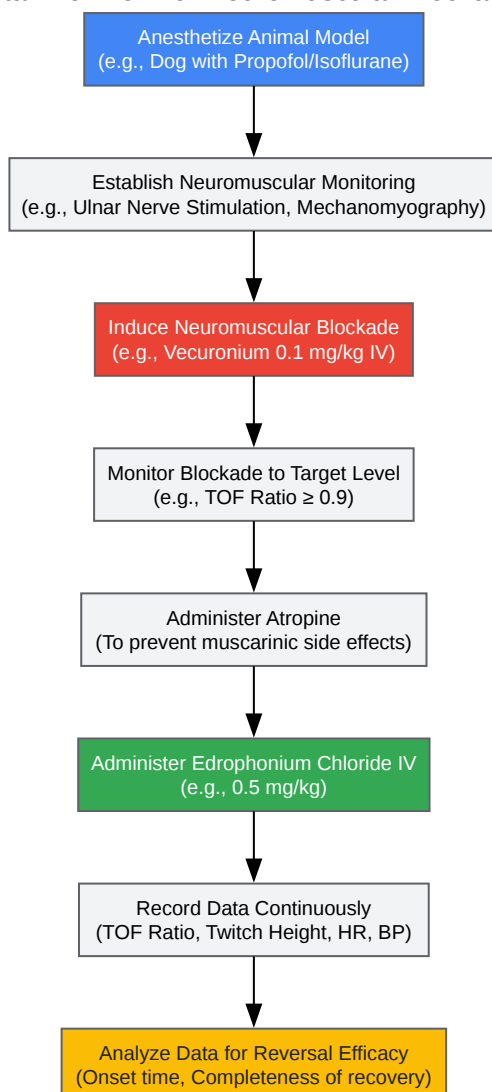 Anesthetize Animal Model
(e.g., Dog with Propofol/Isoflurane)
Establish Neuromuscular Monitoring
(e.g., Ulnar Nerve Stimulation, Mechanomyography)
Induce Neuromuscular Blockade
(e.g., Vecuronium 0.1 mg/kg IV)
Monitor Blockade to Target Level
(e.g., TOF Ratio ≥ 0.9)
Administer Atropine
(To prevent muscarinic side effects)
Administer Edrophonium Chloride IV
(e.g., 0.5 mg/kg)
Record Data Continuously
(TOF Ratio, Twitch Height, HR, BP)
Analyze Data for Reversal Efficacy
(Onset time, Completeness of recovery)